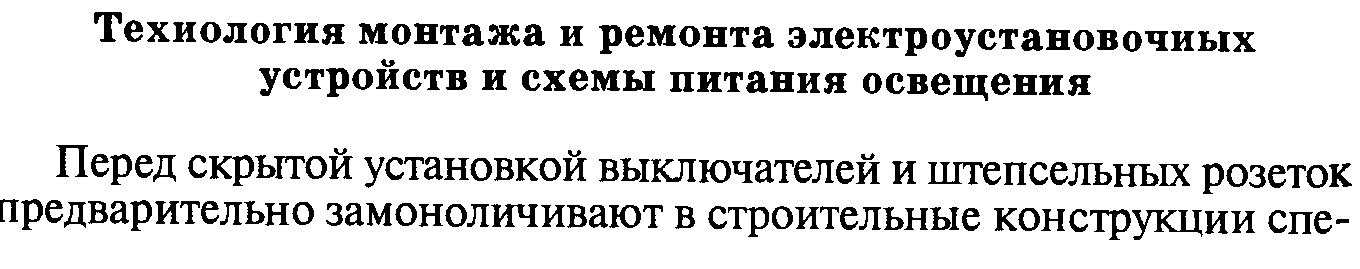 Технология монтажа и ремонта электроустановочных
устройств и схемы питания освещения
Перед скрытой установкой выключателей и штепсельных розеток
предварительно замоноличивают в строительные конструкции спе-